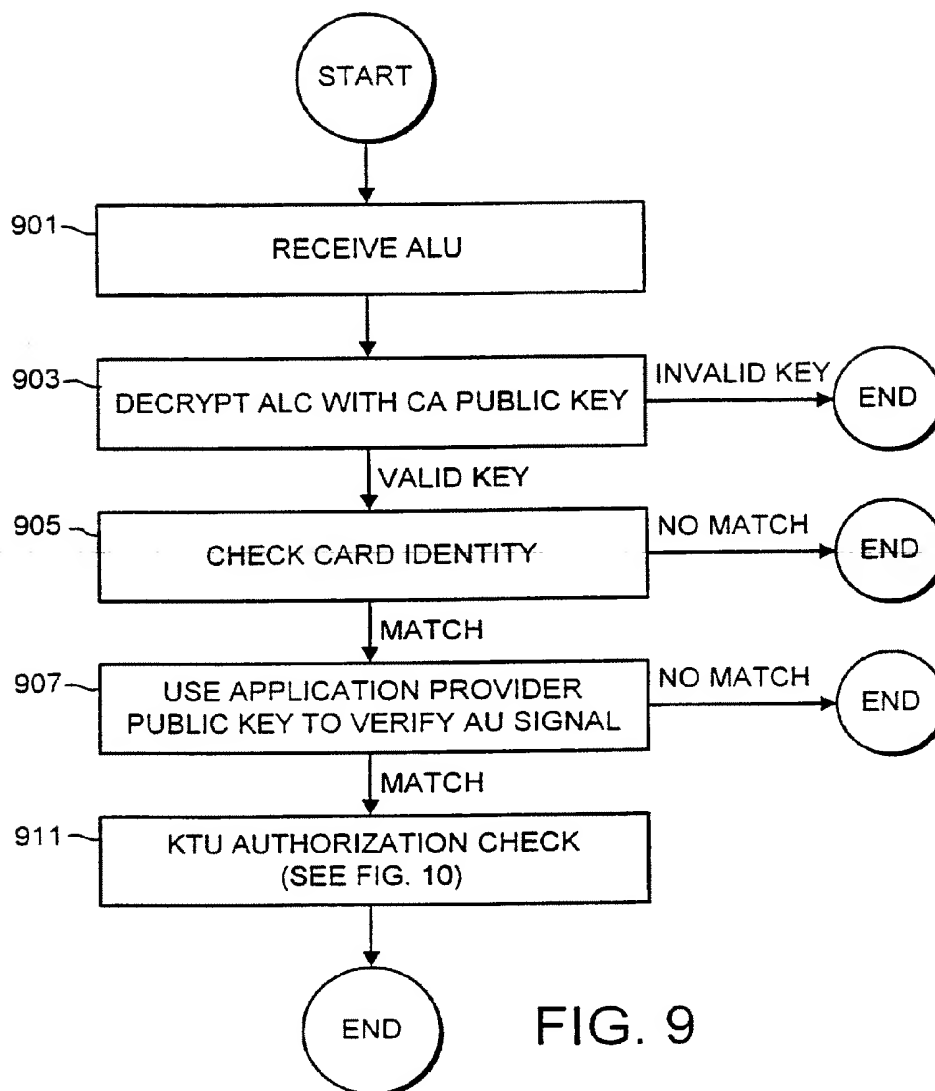 START
901
RECEIVE ALU
903
DECRYPT ALC WITH CA PUBLIC KEY
INVALID KEY
END
VALID KEY
905
CHECK CARD IDENTITY
NO MATCH
END
MATCH
907
USE APPLICATION PROVIDER
PUBLIC KEY TO VERIFY AU SIGNAL
NO MATCH
END
MATCH
911
KTU AUTHORIZATION CHECK
(SEE FIG. 10)
END
FIG. 9